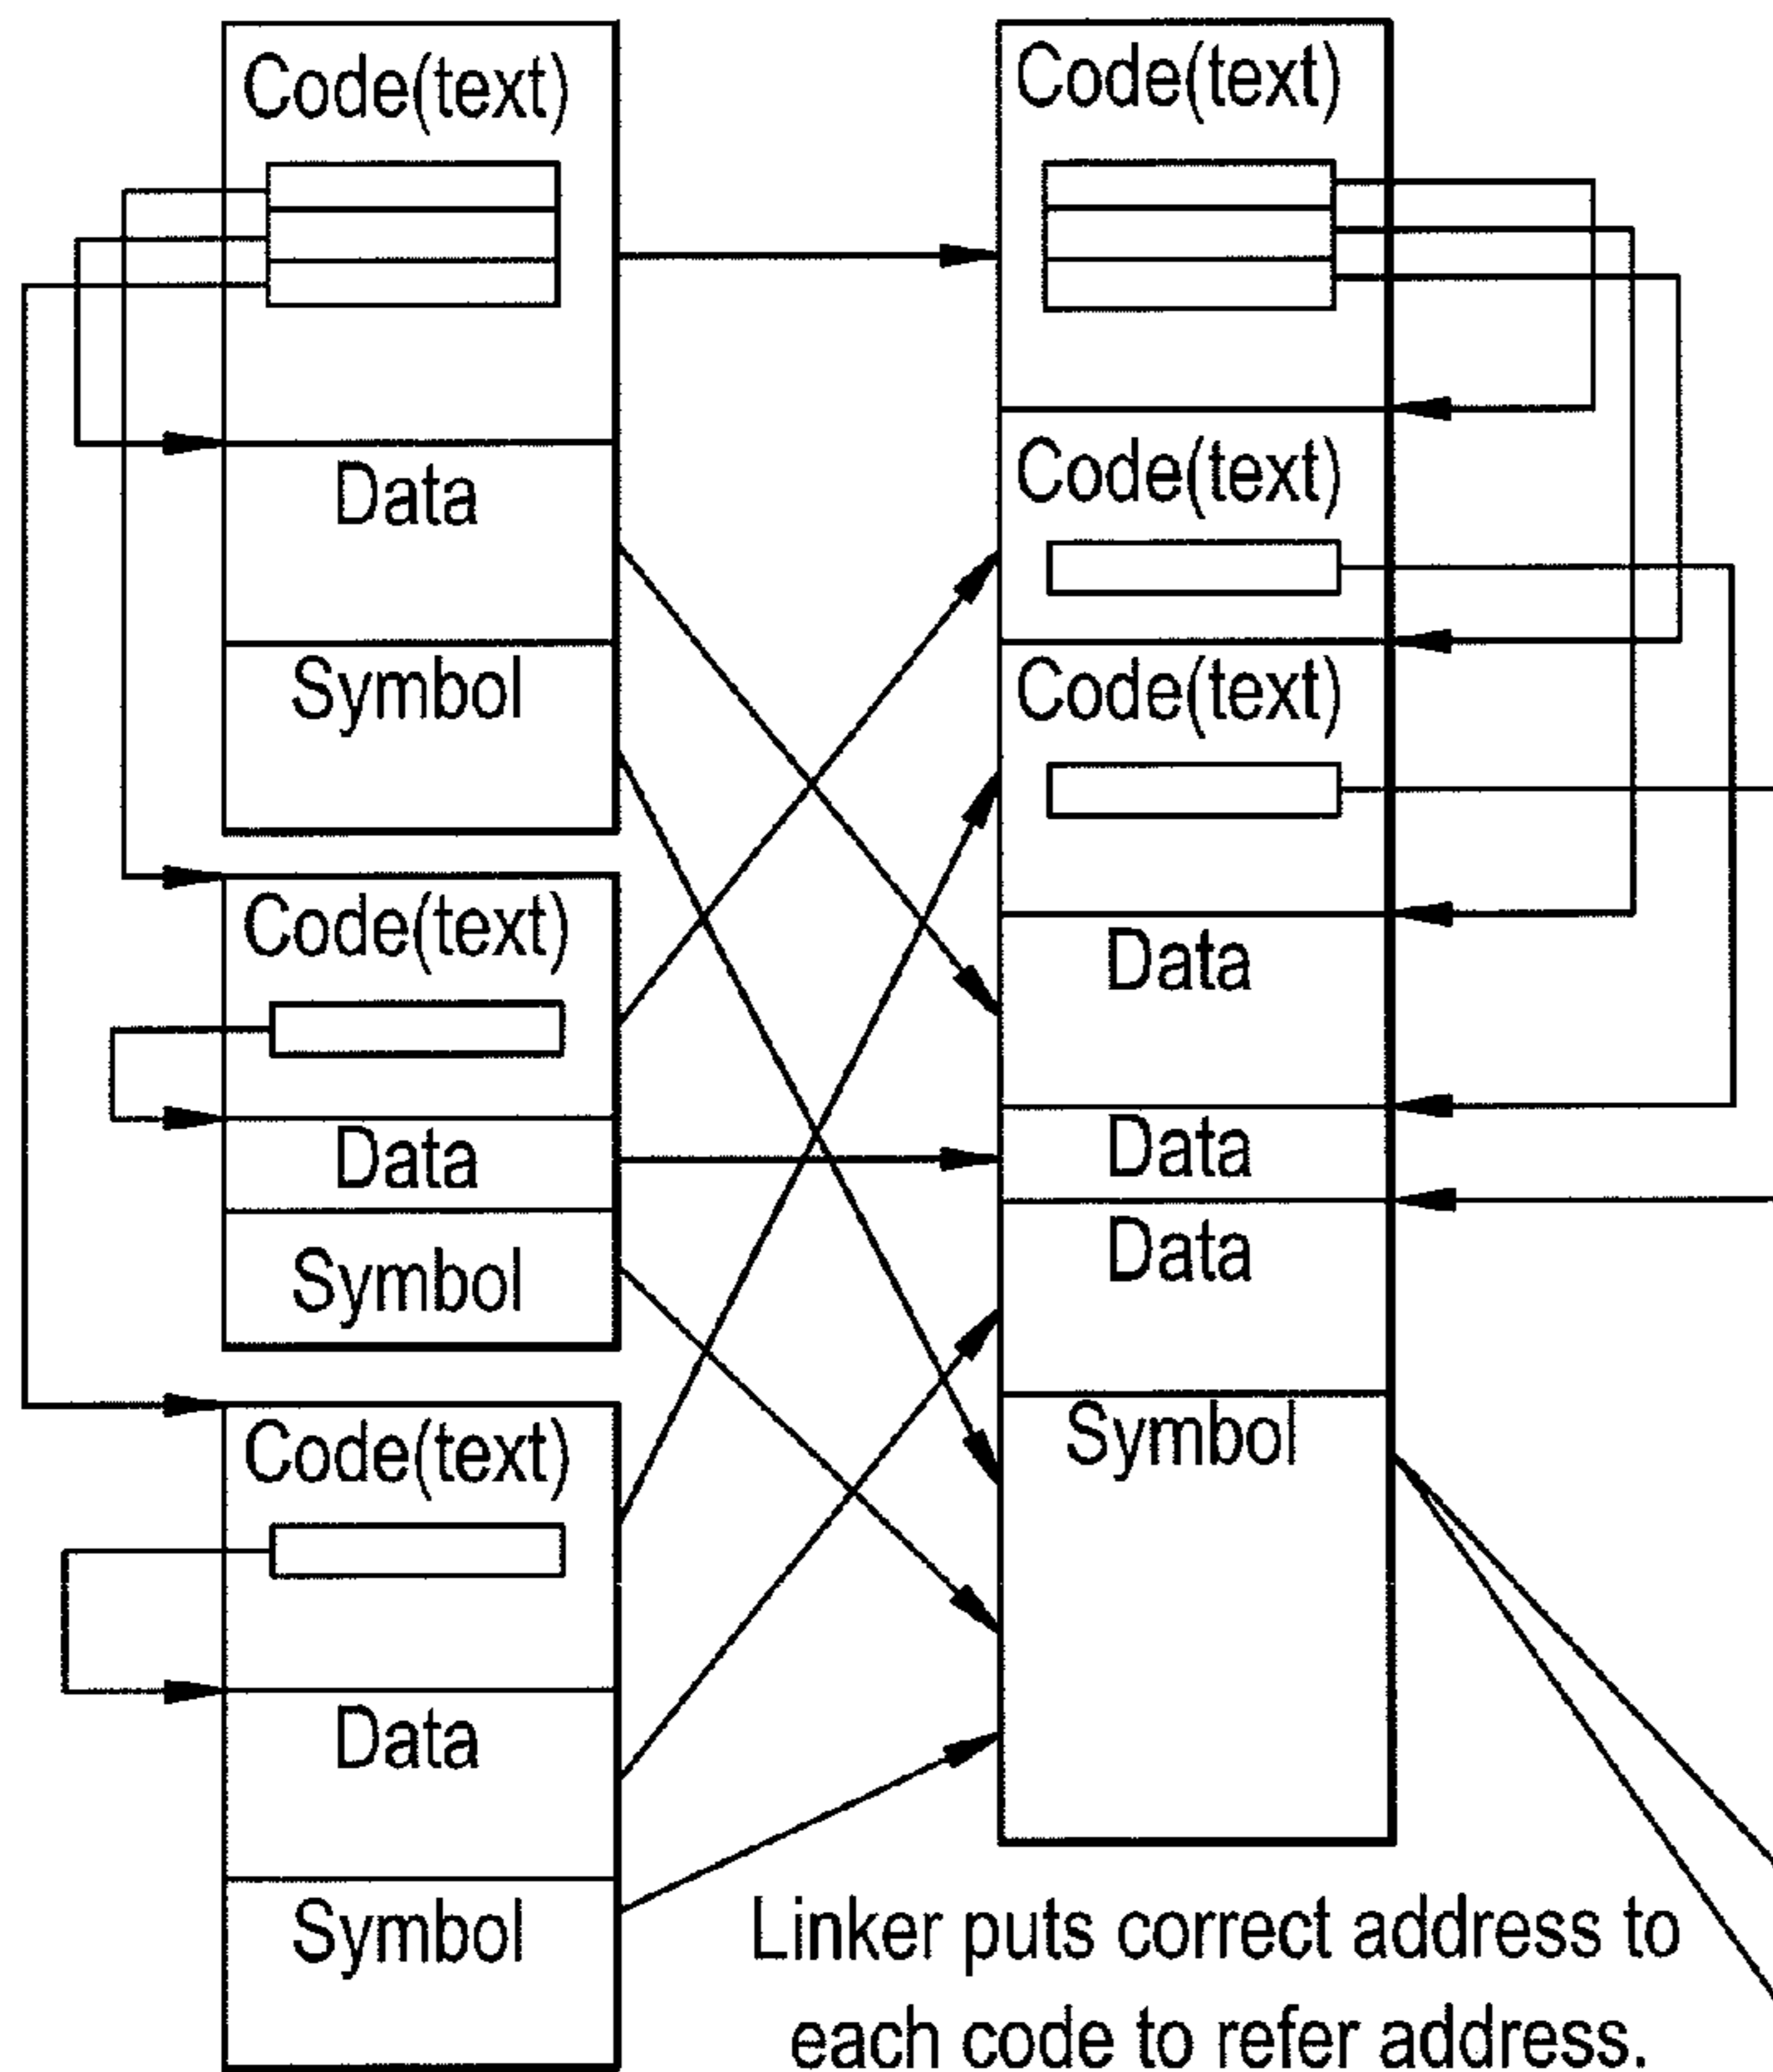 Code(text)
Data
Symbol
Code(text)
Data
Symbol
Code(text)
Data
Symbol
Code(text)
Code(text)
Code(text)
Data
Data
Data
Symbol
Linker puts correct address to
each code to refer address.